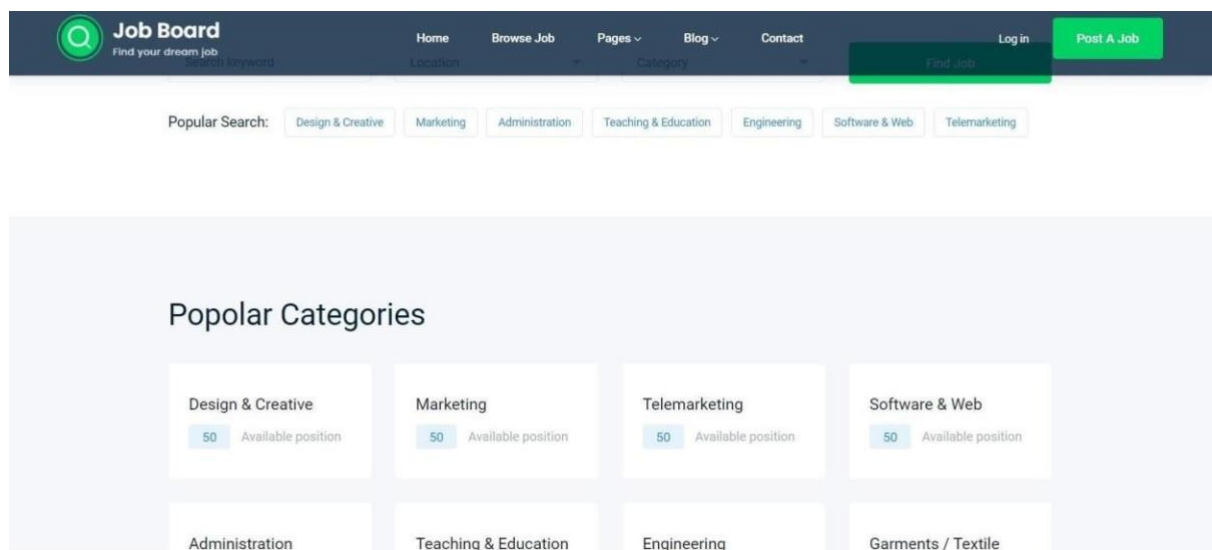 Job Board
Find your dream job
Home Browse Job Pages Blog Contact Log in Post A Job
Search keyword Location Category Find Job
Popular Search: Design & Creative Marketing Administration Teaching & Education Engineering Software & Web Telemarketing
Popolar Categories
Design & Creative Marketing Telemarketing Software & Web
50 Available position 50 Available position 50 Available position 50 Available position
Administration Teaching & Education Engineering Garments / Textile